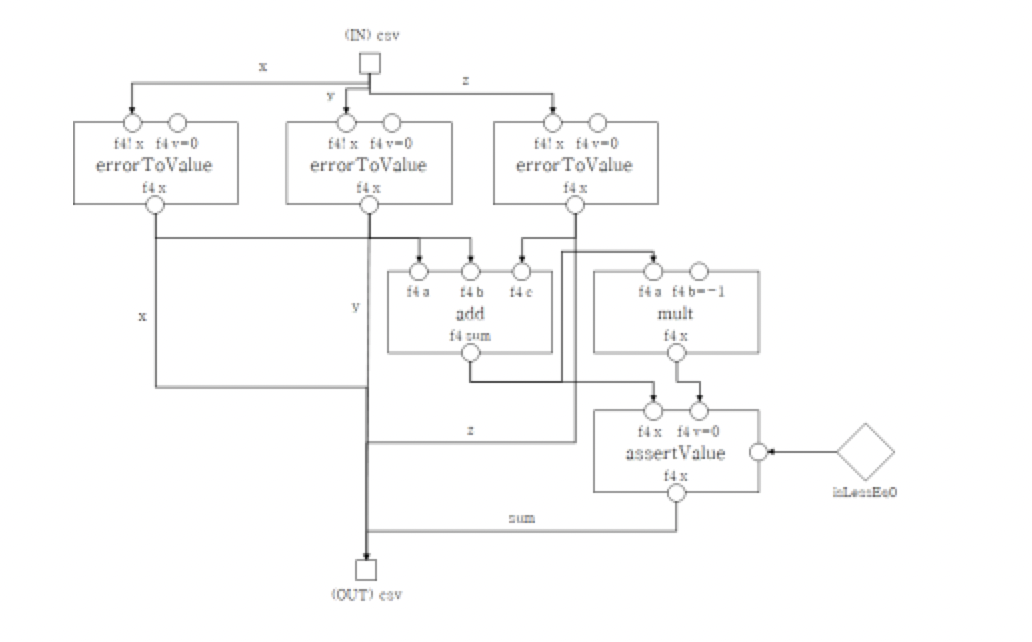 (IN) csv
x
z
y
f4! x f4 v=0
errorToValue
f4 x
f4! x f4 v=0
errorToValue
f4 x
f4! x f4 v=0
errorToValue
f4 x
f4 a f4 b f4 c
add
f4 sum
f4 a f4 b=-1
mult
f4 x
x
y
z
f4 x f4 v=0
assertValue
f4 x
isLessEq0
sum
(OUT) csv